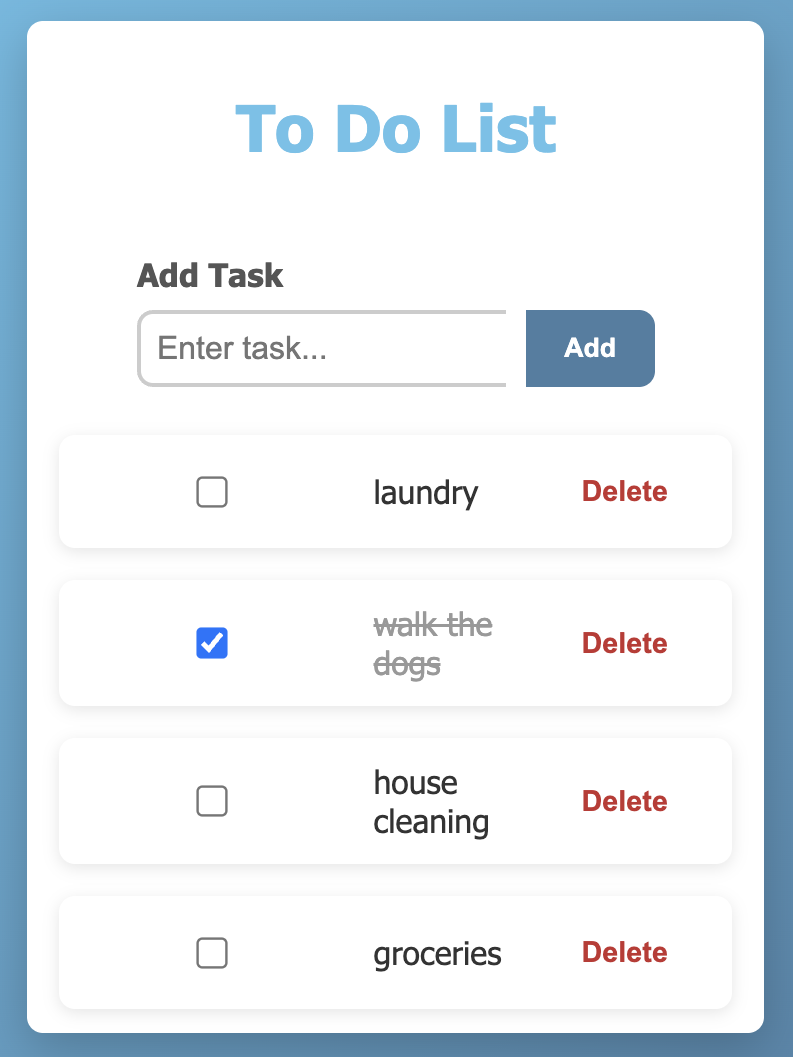 To Do List
Add Task
Enter task...
Add
laundry
Delete
walk the
dogs
Delete
house
cleaning
Delete
groceries
Delete